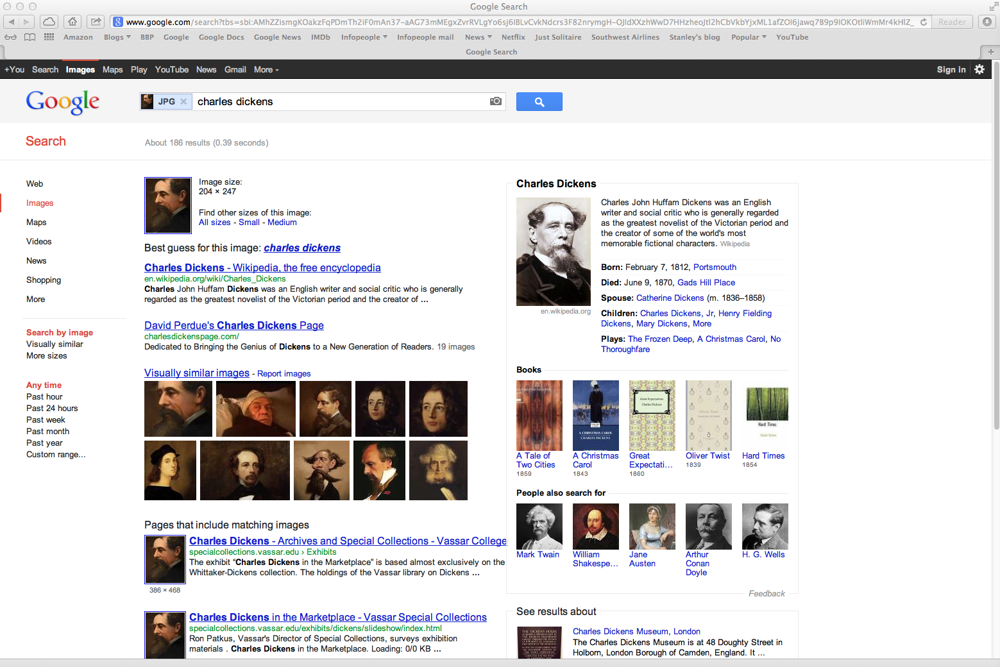 Google Search
www.google.com/search?tbs=sbi:AMhZZismgKOakzFqPDmTh2iF0mAn37-aAG73mMEgxZvrRVLgYo6sj6IBLvCvkNdcrs3F82nrymgH-OJIdXXzhWwD7HHzheoJtl2hCbVkbYjxML1afZOl6jawq7B9p9IOKOtliWmMr4kHlZ_
Reader
Amazon Blogs BBP Google Google Docs Google News IMDb Infopeople Infopeople mail News Netflix Just Solitaire Southwest Airlines Stanley's blog Popular YouTube
Google Search
+You Search Images Maps Play YouTube News Gmail More
Sign in
Google
JPG charles dickens
Search
About 186 results (0.39 seconds)
Web
Images
Maps
Videos
News
Shopping
More
Search by image
Visually similar
More sizes
Any time
Past hour
Past 24 hours
Past week
Past month
Past year
Custom range...
Image size:
204 × 247
Find other sizes of this image:
All sizes - Small - Medium
Best guess for this image: charles dickens
Charles Dickens - Wikipedia, the free encyclopedia
en.wikipedia.org/wiki/Charles_Dickens
Charles John Huffam Dickens was an English writer and social critic who is generally
regarded as the greatest novelist of the Victorian period and the creator of ...
David Perdue's Charles Dickens Page
charlesdickenspage.com/
Dedicated to Bringing the Genius of Dickens to a New Generation of Readers. 19 images
Visually similar images - Report images
Pages that include matching images
Charles Dickens - Archives and Special Collections - Vassar College
specialcollections.vassar.edu › Exhibits
The exhibit “Charles Dickens in the Marketplace” is based almost exclusively on the
Whittaker-Dickens collection. The holdings of the Vassar library on Dickens ...
386 × 468
Charles Dickens in the Marketplace - Vassar Special Collections
specialcollections.vassar.edu/exhibits/dickens/slideshow/index.html
Ron Patkus, Vassar's Director of Special Collections, surveys exhibition
materials . Charles Dickens in the Marketplace. Loading: 0/0 KB ...
Charles Dickens
Charles John Huffam Dickens was an English
writer and social critic who is generally regarded
as the greatest novelist of the Victorian period and
the creator of some of the world's most
memorable fictional characters. Wikipedia
en.wikipedia.org
Born: February 7, 1812, Portsmouth
Died: June 9, 1870, Gads Hill Place
Spouse: Catherine Dickens (m. 1836–1858)
Children: Charles Dickens, Jr, Henry Fielding
Dickens, Mary Dickens, More
Plays: The Frozen Deep, A Christmas Carol, No
Thoroughfare
Books
A CHRISTMAS CAROL
CHARLES DICKENS
Great Expectations
Charles Dickens
Hard Times
A Tale of
Two Cities
1859
A Christmas
Carol
1843
Great
Expectati...
1860
Oliver Twist
1839
Hard Times
1854
People also search for
Mark Twain
William
Shakespe...
Jane
Austen
Arthur
Conan
Doyle
H. G. Wells
Feedback
See results about
THE DICKENS HOUSE
Charles Dickens Museum, London
The Charles Dickens Museum is at 48 Doughty Street in
Holborn, London Borough of Camden, England. It ...